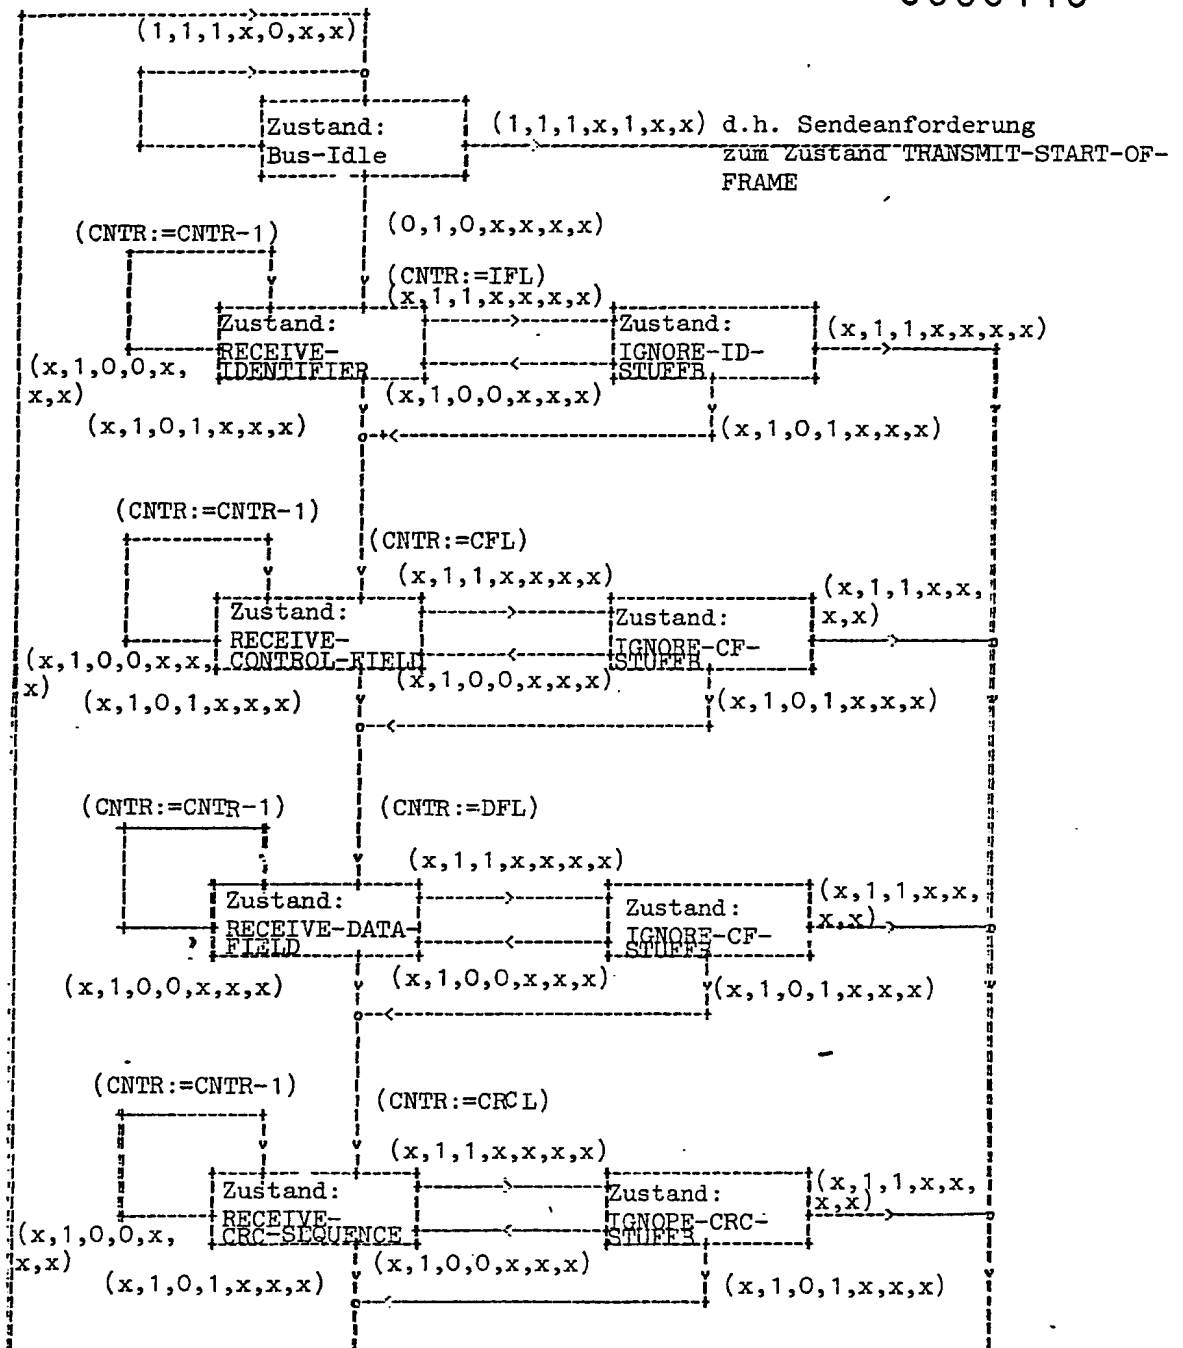 (1,1,1,x,0,x,x)
Zustand:
Bus-Idle
(1,1,1,x,1,x,x) d.h. Sendeanforderung
zum Zustand TRANSMIT-START-OF-
FRAME
(0,1,0,x,x,x,x)
(CNTR:=CNTR-1)
(CNTR:=IFL)
(x,1,1,x,x,x,x)
Zustand:
RECEIVE-
IDENTIFIER
Zustand:
IGNORE-ID-
STUFFB
(x,1,1,x,x,x,x)
(x,1,0,0,x,
x,x)
(x,1,0,0,x,x,x)
(x,1,0,1,x,x,x)
(x,1,0,1,x,x,x)
(CNTR:=CNTR-1)
(CNTR:=CFL)
(x,1,1,x,x,x,x)
(x,1,1,x,x,
x,x)
Zustand:
RECEIVE-
CONTROL-FIELD
Zustand:
IGNORE-CF-
STUFFB
(x,1,0,0,x,x,
x)
(x,1,0,0,x,x,x)
(x,1,0,1,x,x,x)
(x,1,0,1,x,x,x)
(CNTR:=CNTR-1)
(CNTR:=DFL)
(x,1,1,x,x,x,x)
(x,1,1,x,x,
x,x)
Zustand:
RECEIVE-DATA-
FIELD
Zustand:
IGNORE-CF-
STUFFB
(x,1,0,0,x,x,x)
(x,1,0,0,x,x,x)
(x,1,0,1,x,x,x)
(CNTR:=CNTR-1)
(CNTR:=CRCL)
(x,1,1,x,x,x,x)
(x,1,1,x,x,
x,x)
Zustand:
RECEIVE-
CRC-SEQUENCE
Zustand:
IGNOPE-CRC-
STUFFB
(x,1,0,0,x,
x,x)
(x,1,0,0,x,x,x)
(x,1,0,1,x,x,x)
(x,1,0,1,x,x,x)